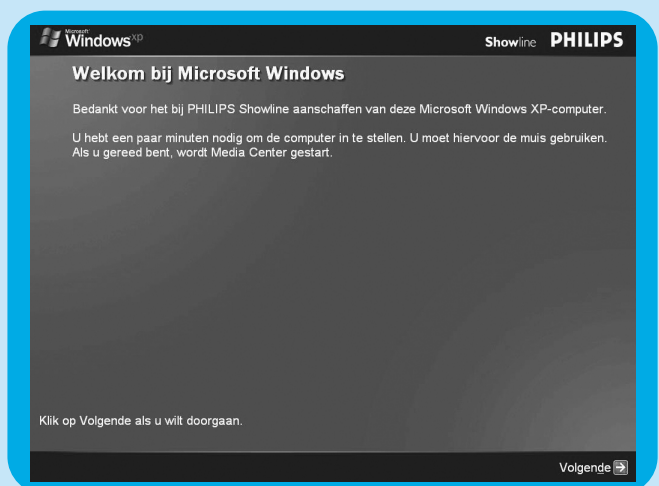 Microsoft
Windows xp
Showline PHILIPS
Welkom bij Microsoft Windows
Bedankt voor het bij PHILIPS Showline aanschaffen van deze Microsoft Windows XP-computer.
U hebt een paar minuten nodig om de computer in te stellen. U moet hiervoor de muis gebruiken.
Als u gereed bent, wordt Media Center gestart.
Klik op Volgende als u wilt doorgaan.
Volgende